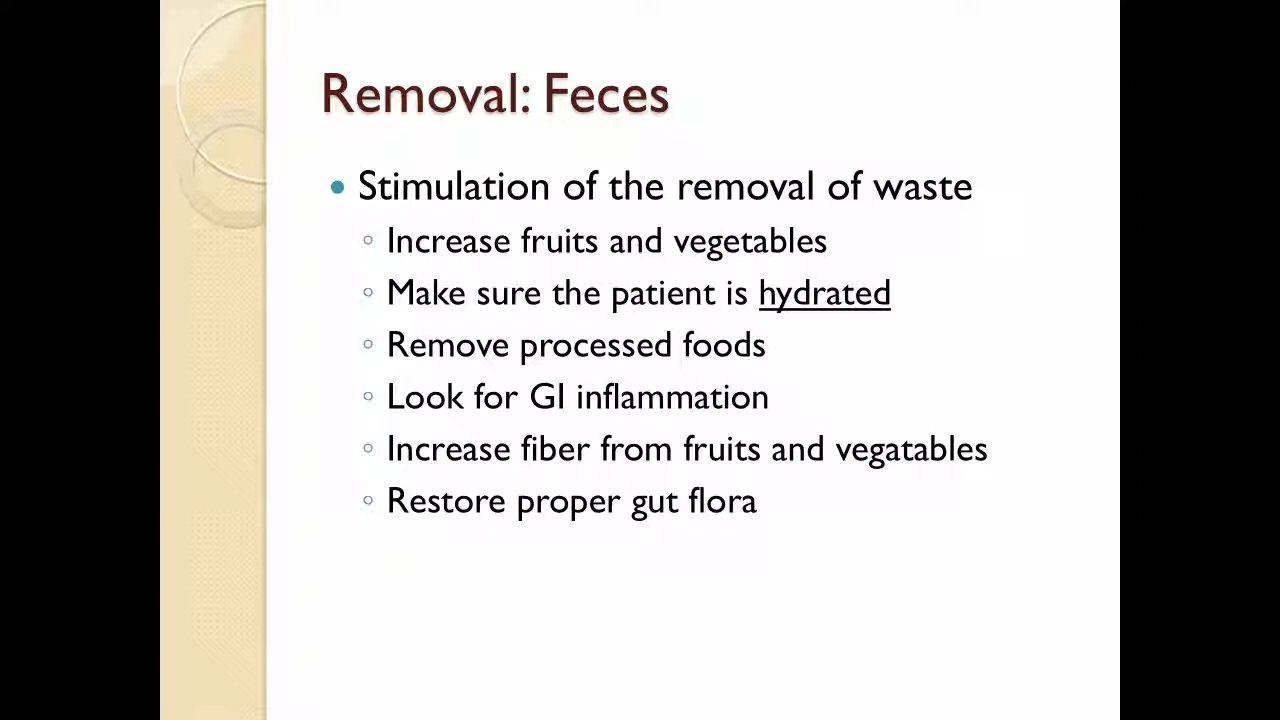 Removal: Feces
• Stimulation of the removal of waste
◦ Increase fruits and vegetables
◦ Make sure the patient is hydrated
◦ Remove processed foods
◦ Look for GI inflammation
◦ Increase fiber from fruits and vegatables
◦ Restore proper gut flora